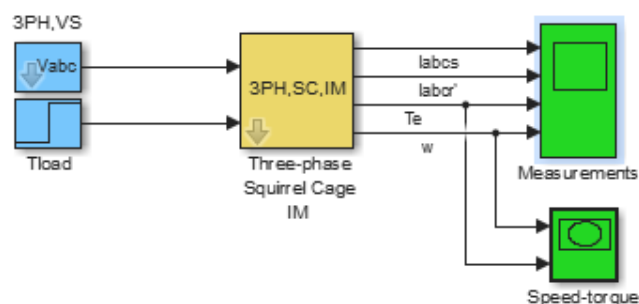 3PH,VS
Vabc
Tload
3PH,SC,IM
Three-phase
Squirrel Cage
IM
Iabcs
Iabcr'
Te
w
Measurements
Speed-torque